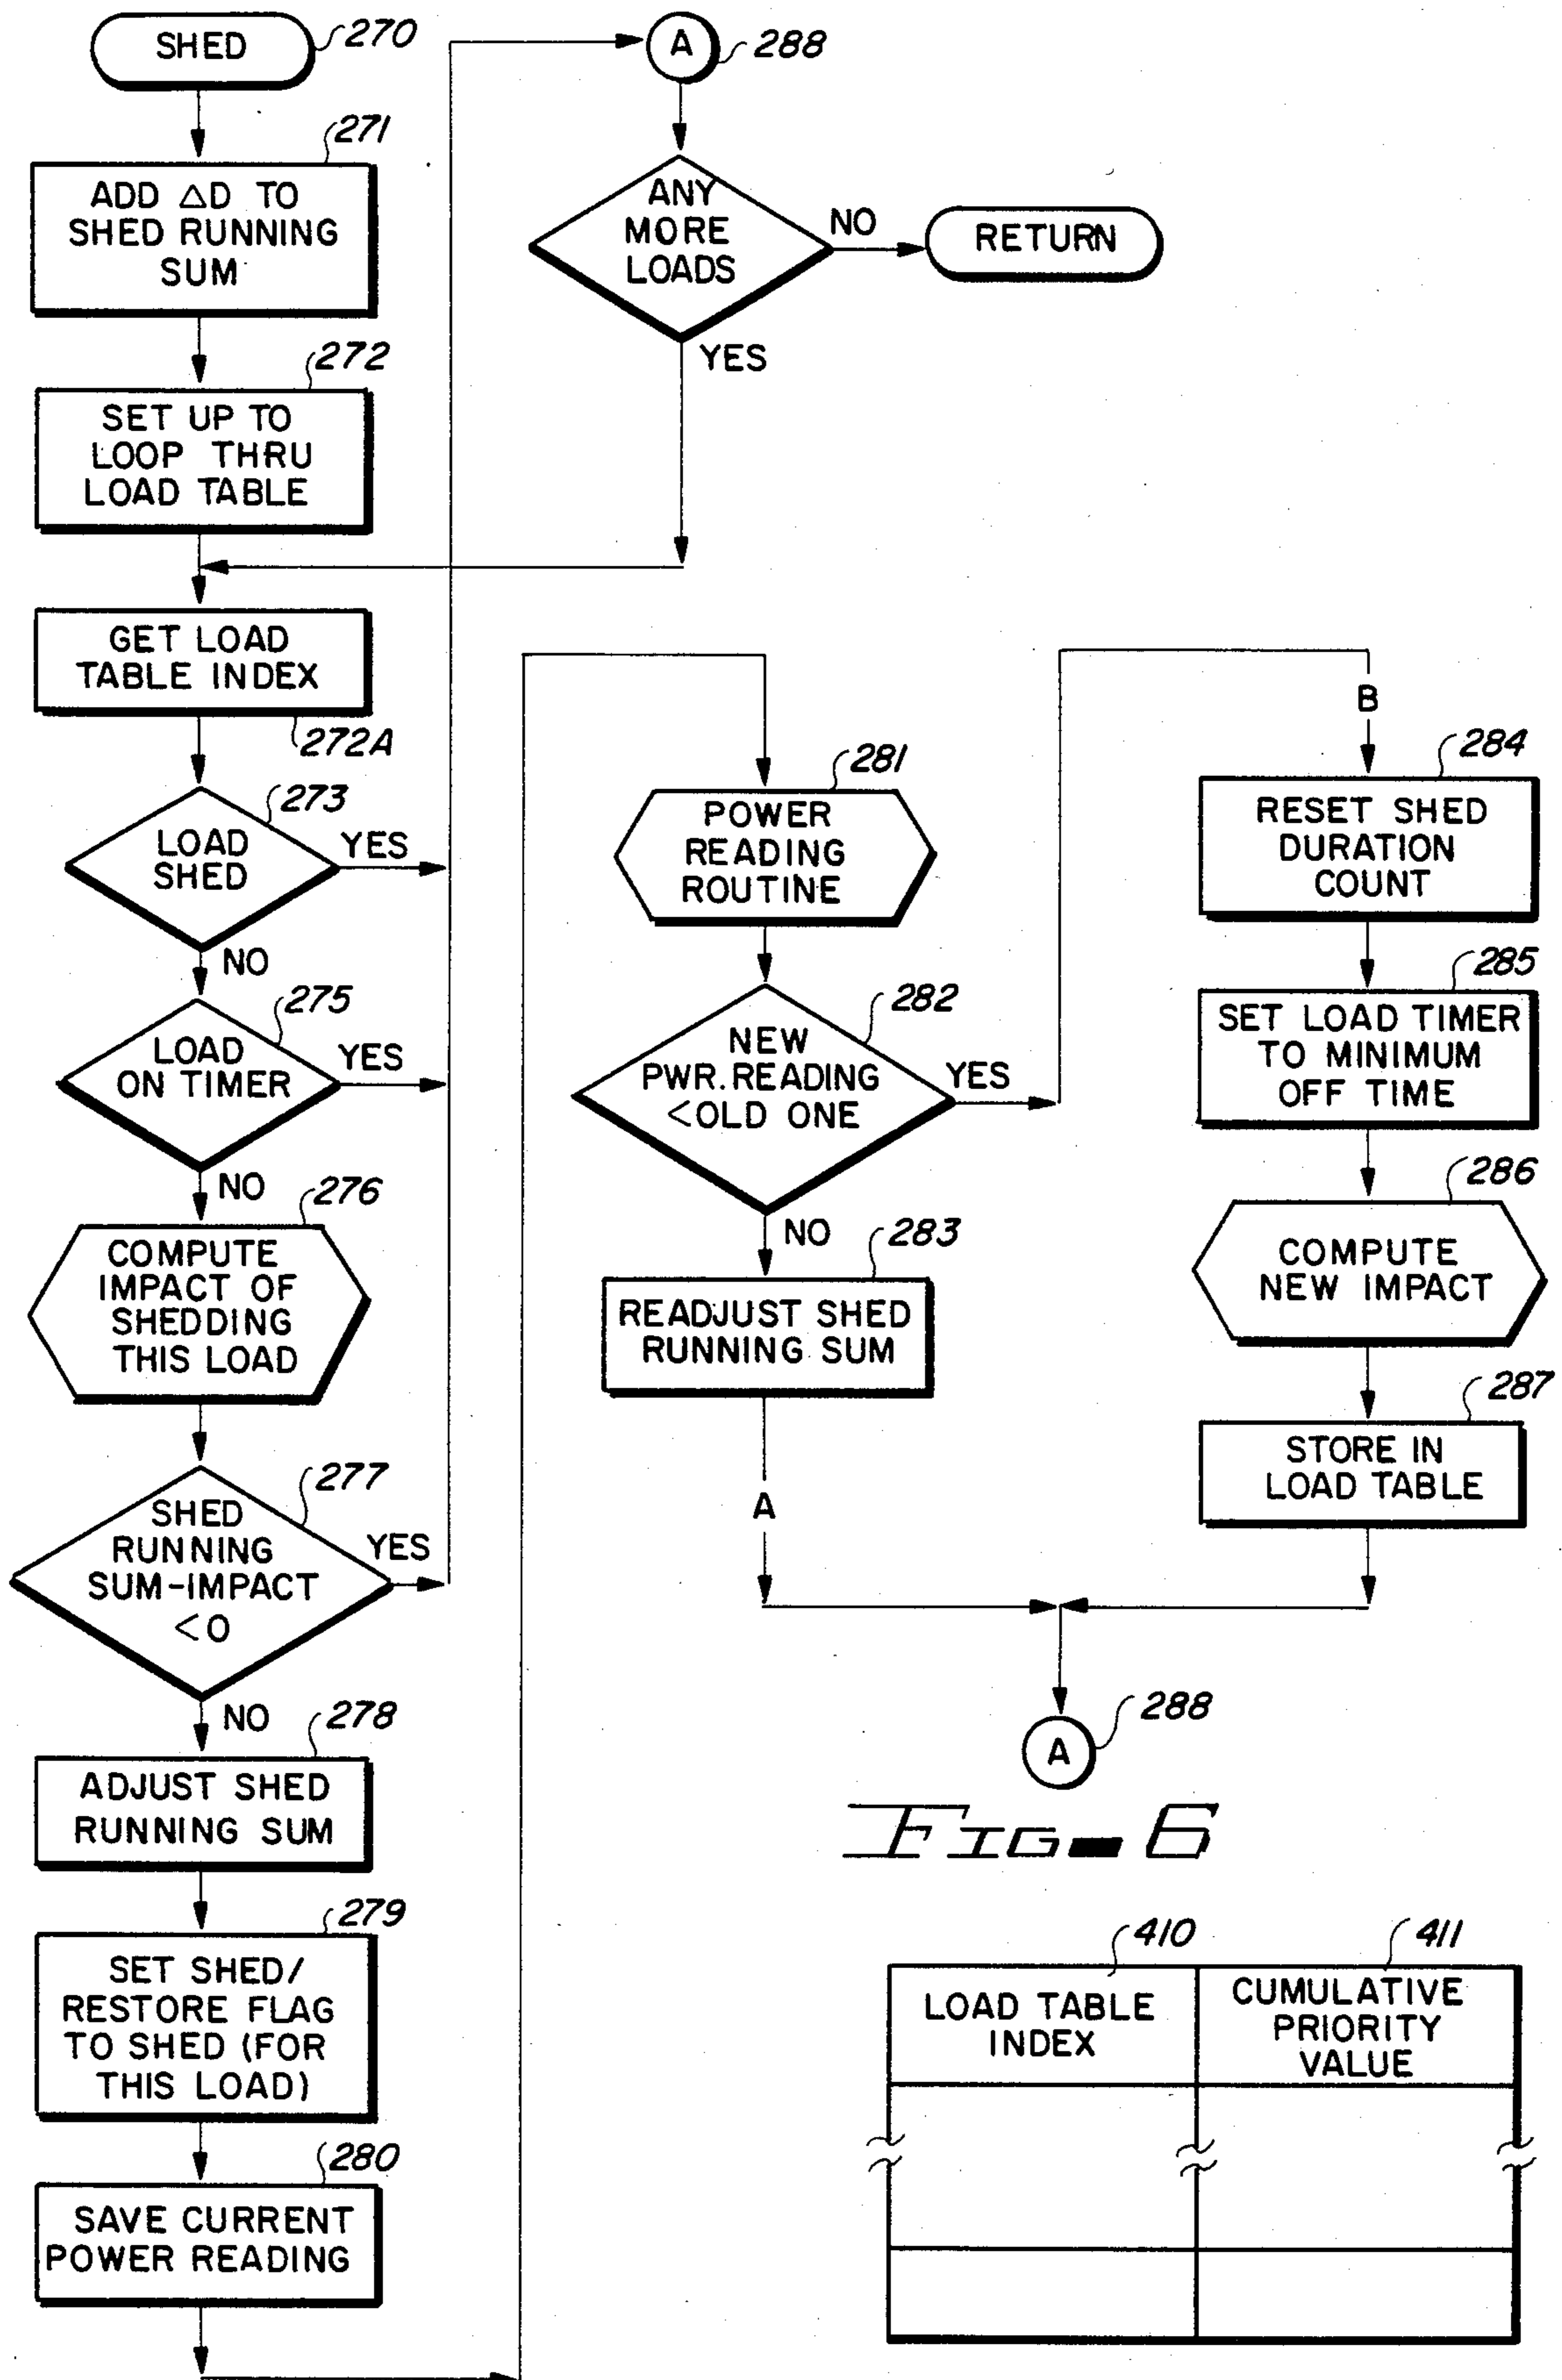 SHED
270
271
ADD △D TO
SHED RUNNING
SUM
272
SET UP TO
LOOP THRU
LOAD TABLE
GET LOAD
TABLE INDEX
272A
273
LOAD
SHED
YES
NO
275
LOAD
ON TIMER
YES
NO
276
COMPUTE
IMPACT OF
SHEDDING
THIS LOAD
277
SHED
RUNNING
SUM-IMPACT
<0
YES
NO
278
ADJUST SHED
RUNNING SUM
279
SET SHED/
RESTORE FLAG
TO SHED (FOR
THIS LOAD)
280
SAVE CURRENT
POWER READING
A
288
ANY
MORE
LOADS
NO
RETURN
YES
281
POWER
READING
ROUTINE
282
NEW
PWR. READING
<OLD ONE
YES
NO
283
READJUST SHED
RUNNING SUM
A
B
284
RESET SHED
DURATION
COUNT
285
SET LOAD TIMER
TO MINIMUM
OFF TIME
286
COMPUTE
NEW IMPACT
287
STORE IN
LOAD TABLE
288
A
FIG-6
410
411
LOAD TABLE
INDEX
CUMULATIVE
PRIORITY
VALUE